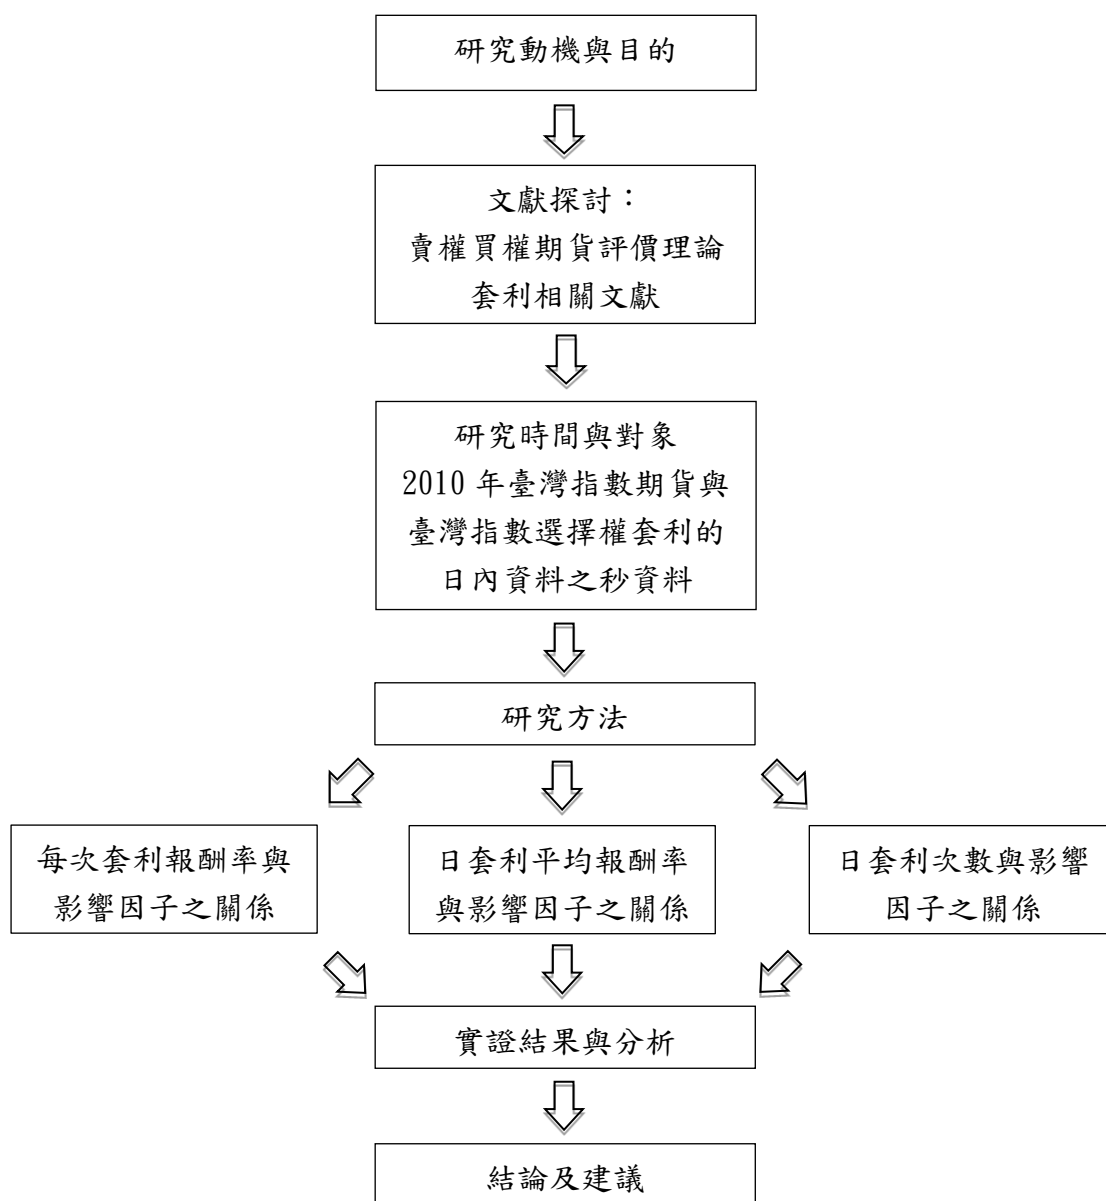 研究動機與目的
文獻探討：
賣權買權期貨評價理論
套利相關文獻
研究時間與對象
2010 年臺灣指數期貨與
臺灣指數選擇權套利的
日內資料之秒資料
研究方法
每次套利報酬率與
影響因子之關係
日套利平均報酬率
與影響因子之關係
日套利次數與影響
因子之關係
實證結果與分析
結論及建議